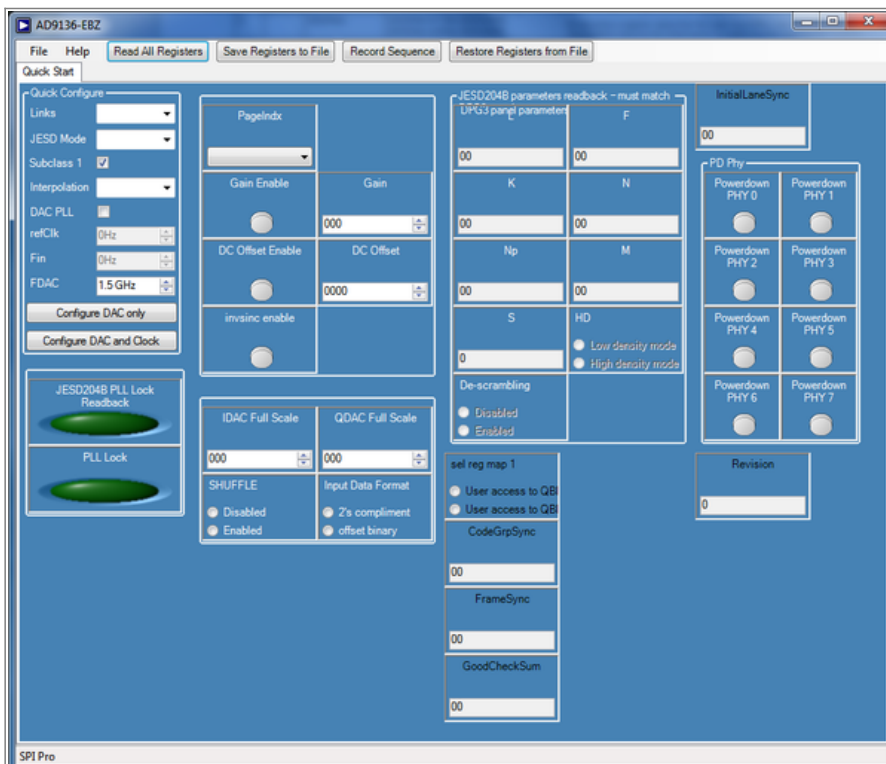 AD9136-EBZ
File Help Read All Registers Save Registers to File Record Sequence Restore Registers from File
Quick Start
Quick Configure
Links
JESD Mode
Subclass 1
Interpolation
DAC PLL
refClk 0Hz
Fin 0Hz
FDAC 1.5 GHz
Configure DAC only
Configure DAC and Clock
JESD204B PLL Lock
Readback
PLL Lock
PageIndx
Gain Enable Gain
000
DC Offset Enable DC Offset
0000
invsinc enable
IDAC Full Scale QDAC Full Scale
000 000
SHUFFLE Input Data Format
Disabled 2's compliment
Enabled offset binary
JESD204B parameters readback - must match
DPG3 panel parameters
L F
00 00
K N
00 00
Np M
00 00
S HD
0 Low density mode
High density mode
De-scrambling
Disabled
Enabled
sel reg map 1
User access to QBI
User access to QBI
CodeGrpSync
00
FrameSync
00
GoodCheckSum
00
InitialLaneSync
00
PD Phy
Powerdown PHY 0 Powerdown PHY 1
Powerdown PHY 2 Powerdown PHY 3
Powerdown PHY 4 Powerdown PHY 5
Powerdown PHY 6 Powerdown PHY 7
Revision
0
SPI Pro